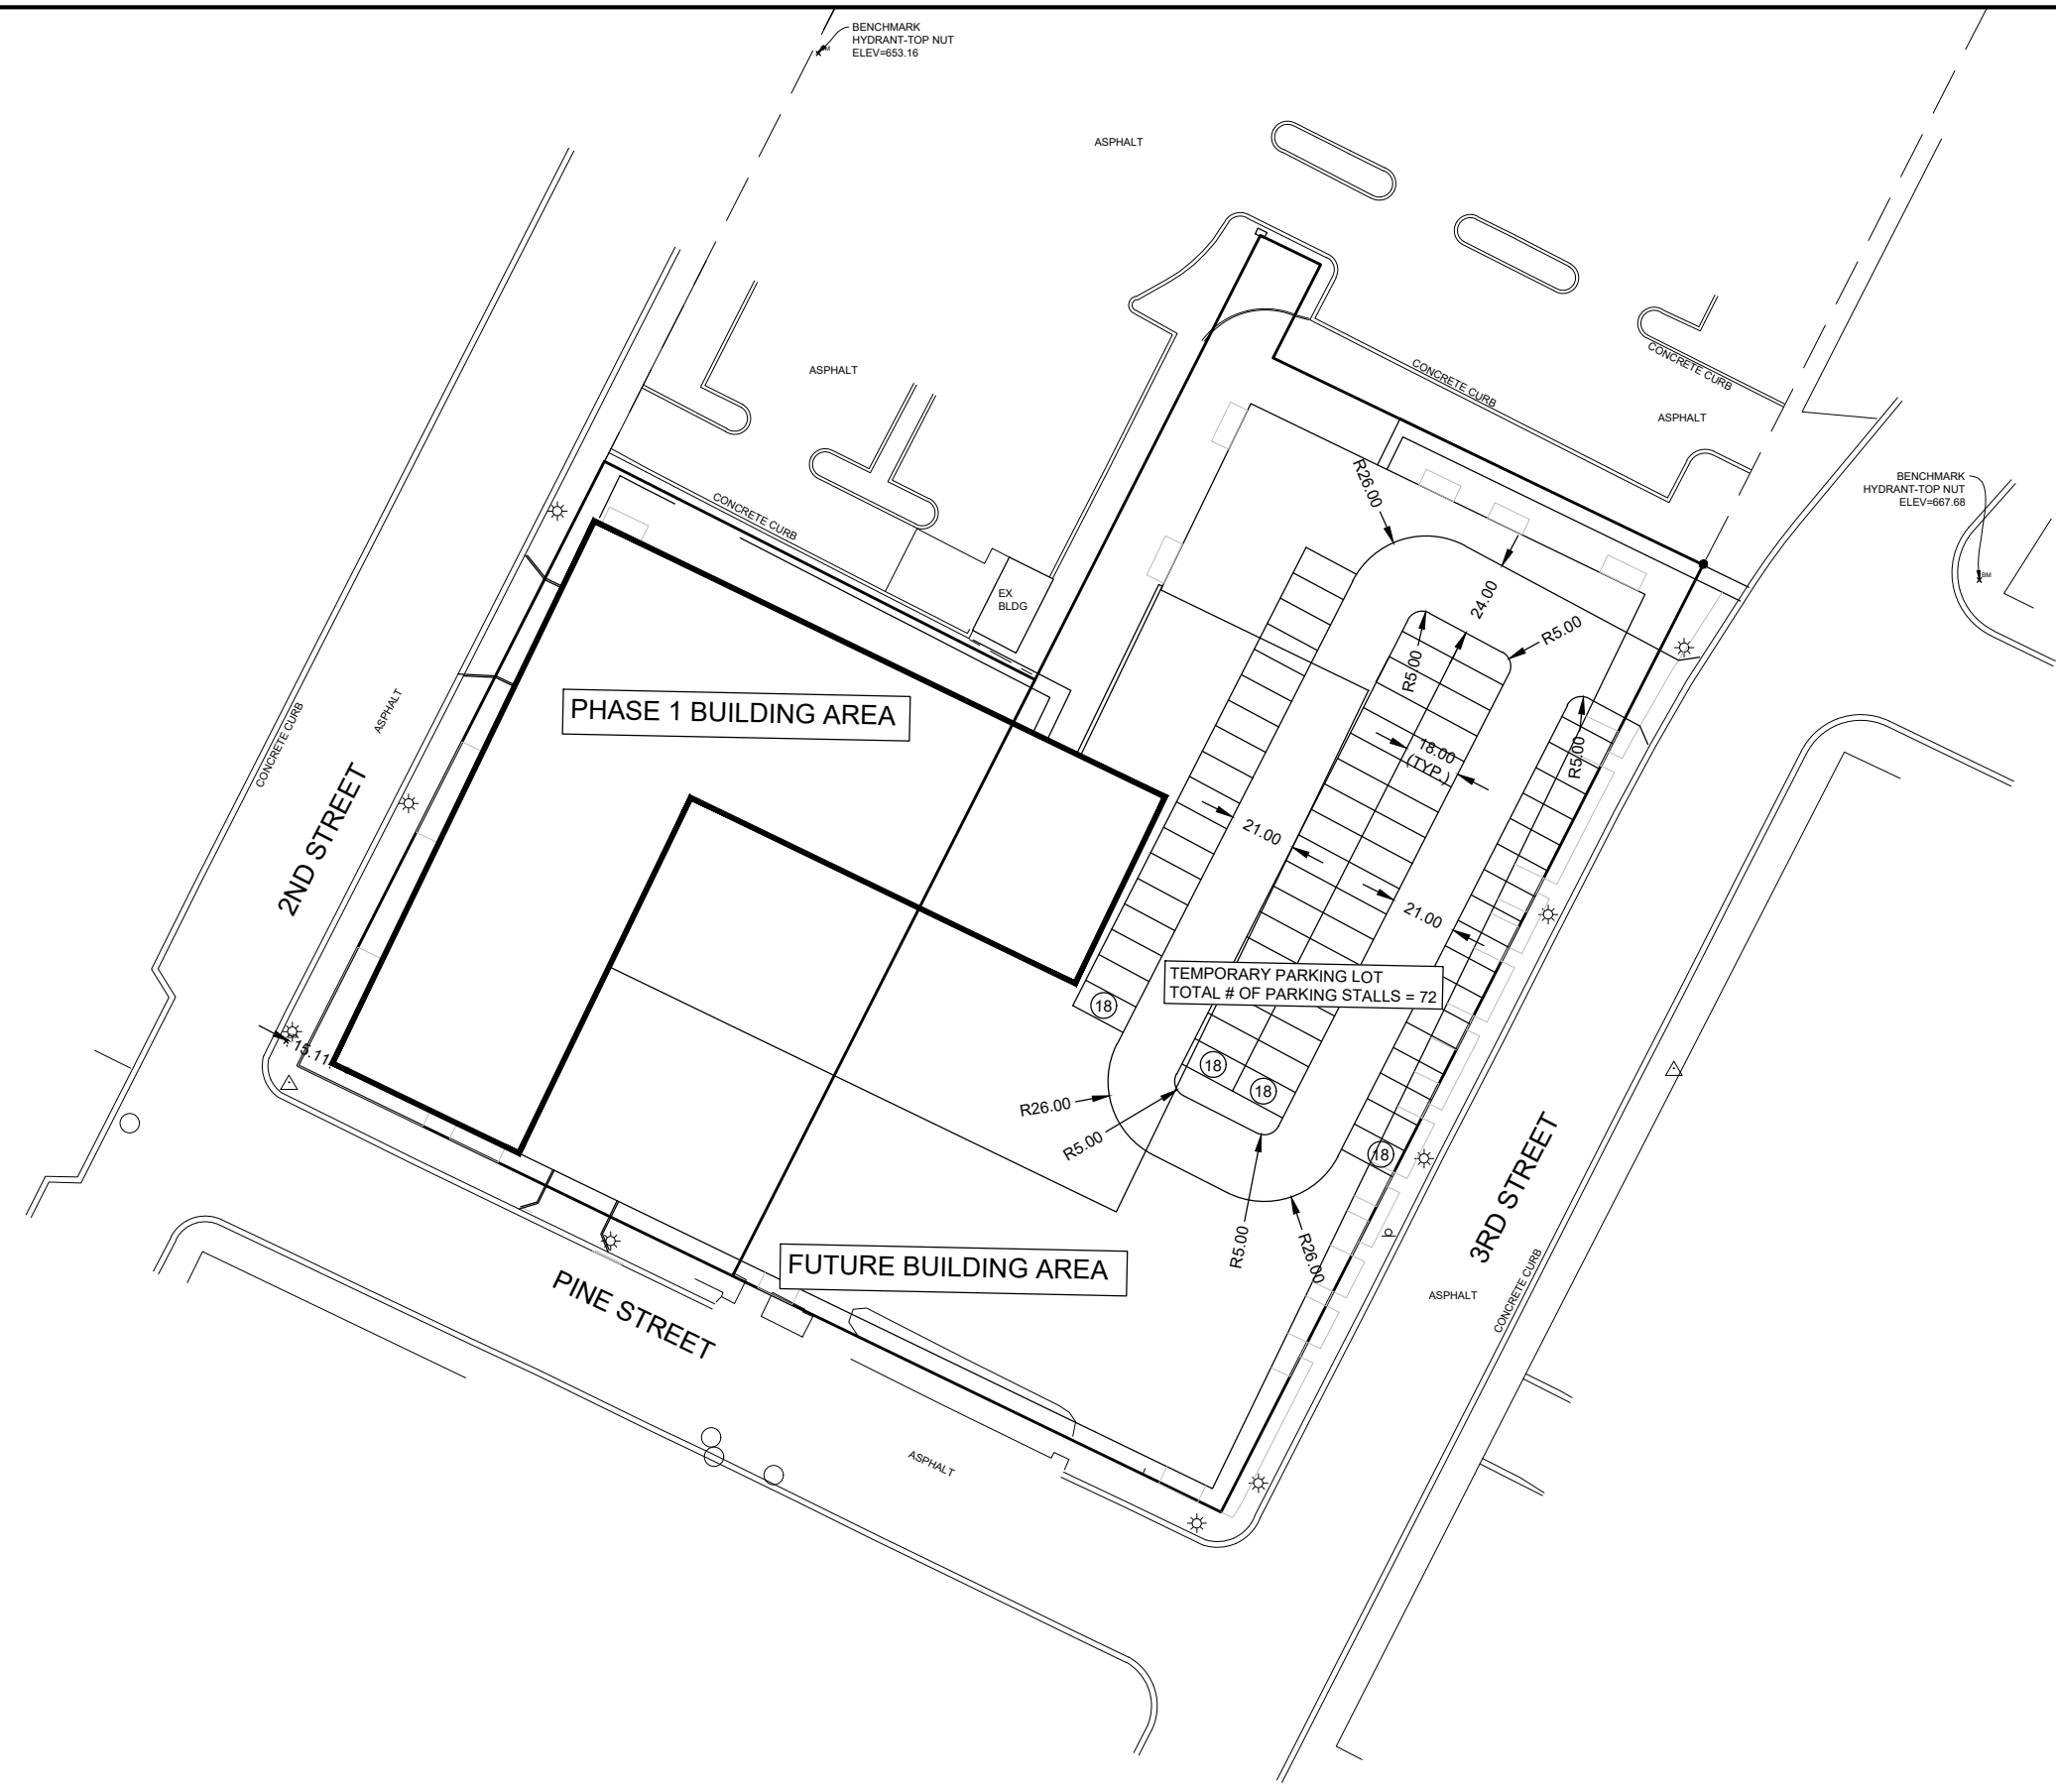 BENCHMARK
HYDRANT-TOP NUT
ELEV=653.16
BM
ASPHALT
CONCRETE CURB
CONCRETE CURB
ASPHALT
ASPHALT
BENCHMARK
HYDRANT-TOP NUT
ELEV=667.68
BM
R26.00
CONCRETE CURB
EX
BLDG
24.00
R5.00
R5.00
PHASE 1 BUILDING AREA
ASPHALT
CONCRETE CURB
2ND STREET
18.00
(TYP.)
R5.00
21.00
21.00
TEMPORARY PARKING LOT
TOTAL # OF PARKING STALLS = 72
18
18
18
18
15.11
R26.00
R5.00
R5.00
R26.00
3RD STREET
FUTURE BUILDING AREA
PINE STREET
ASPHALT
CONCRETE CURB
ASPHALT